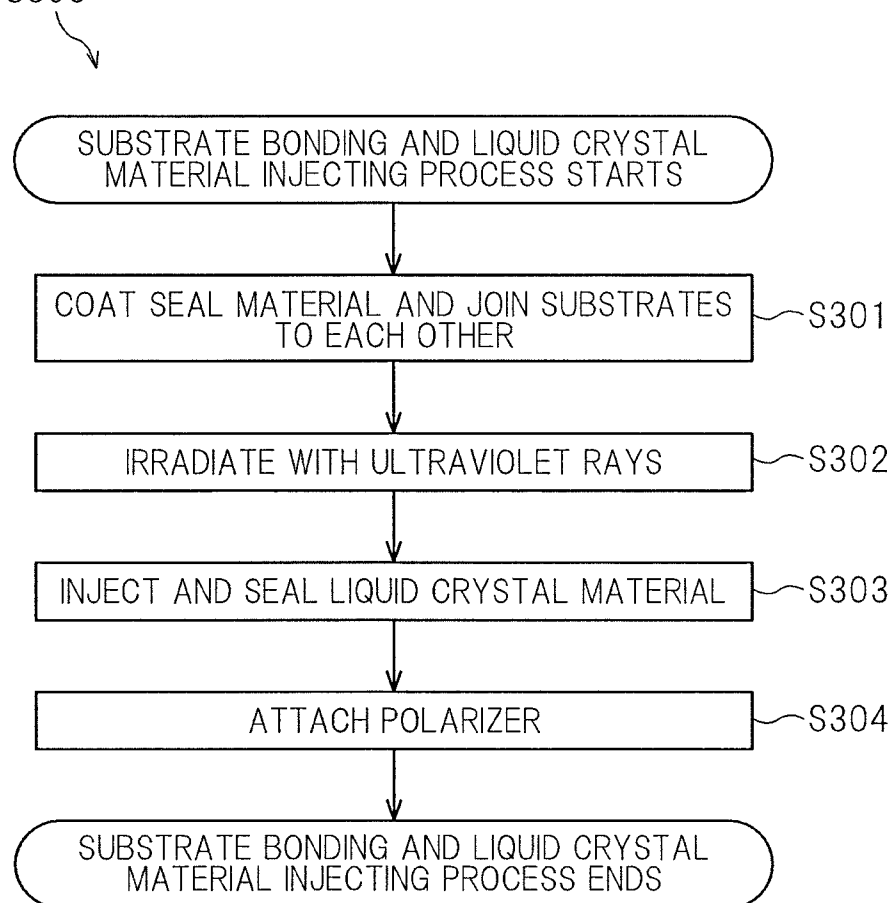 SUBSTRATE BONDING AND LIQUID CRYSTAL
MATERIAL INJECTING PROCESS STARTS
COAT SEAL MATERIAL AND JOIN SUBSTRATES
TO EACH OTHER
S301
IRRADIATE WITH ULTRAVIOLET RAYS
S302
INJECT AND SEAL LIQUID CRYSTAL MATERIAL
S303
ATTACH POLARIZER
S304
SUBSTRATE BONDING AND LIQUID CRYSTAL
MATERIAL INJECTING PROCESS ENDS